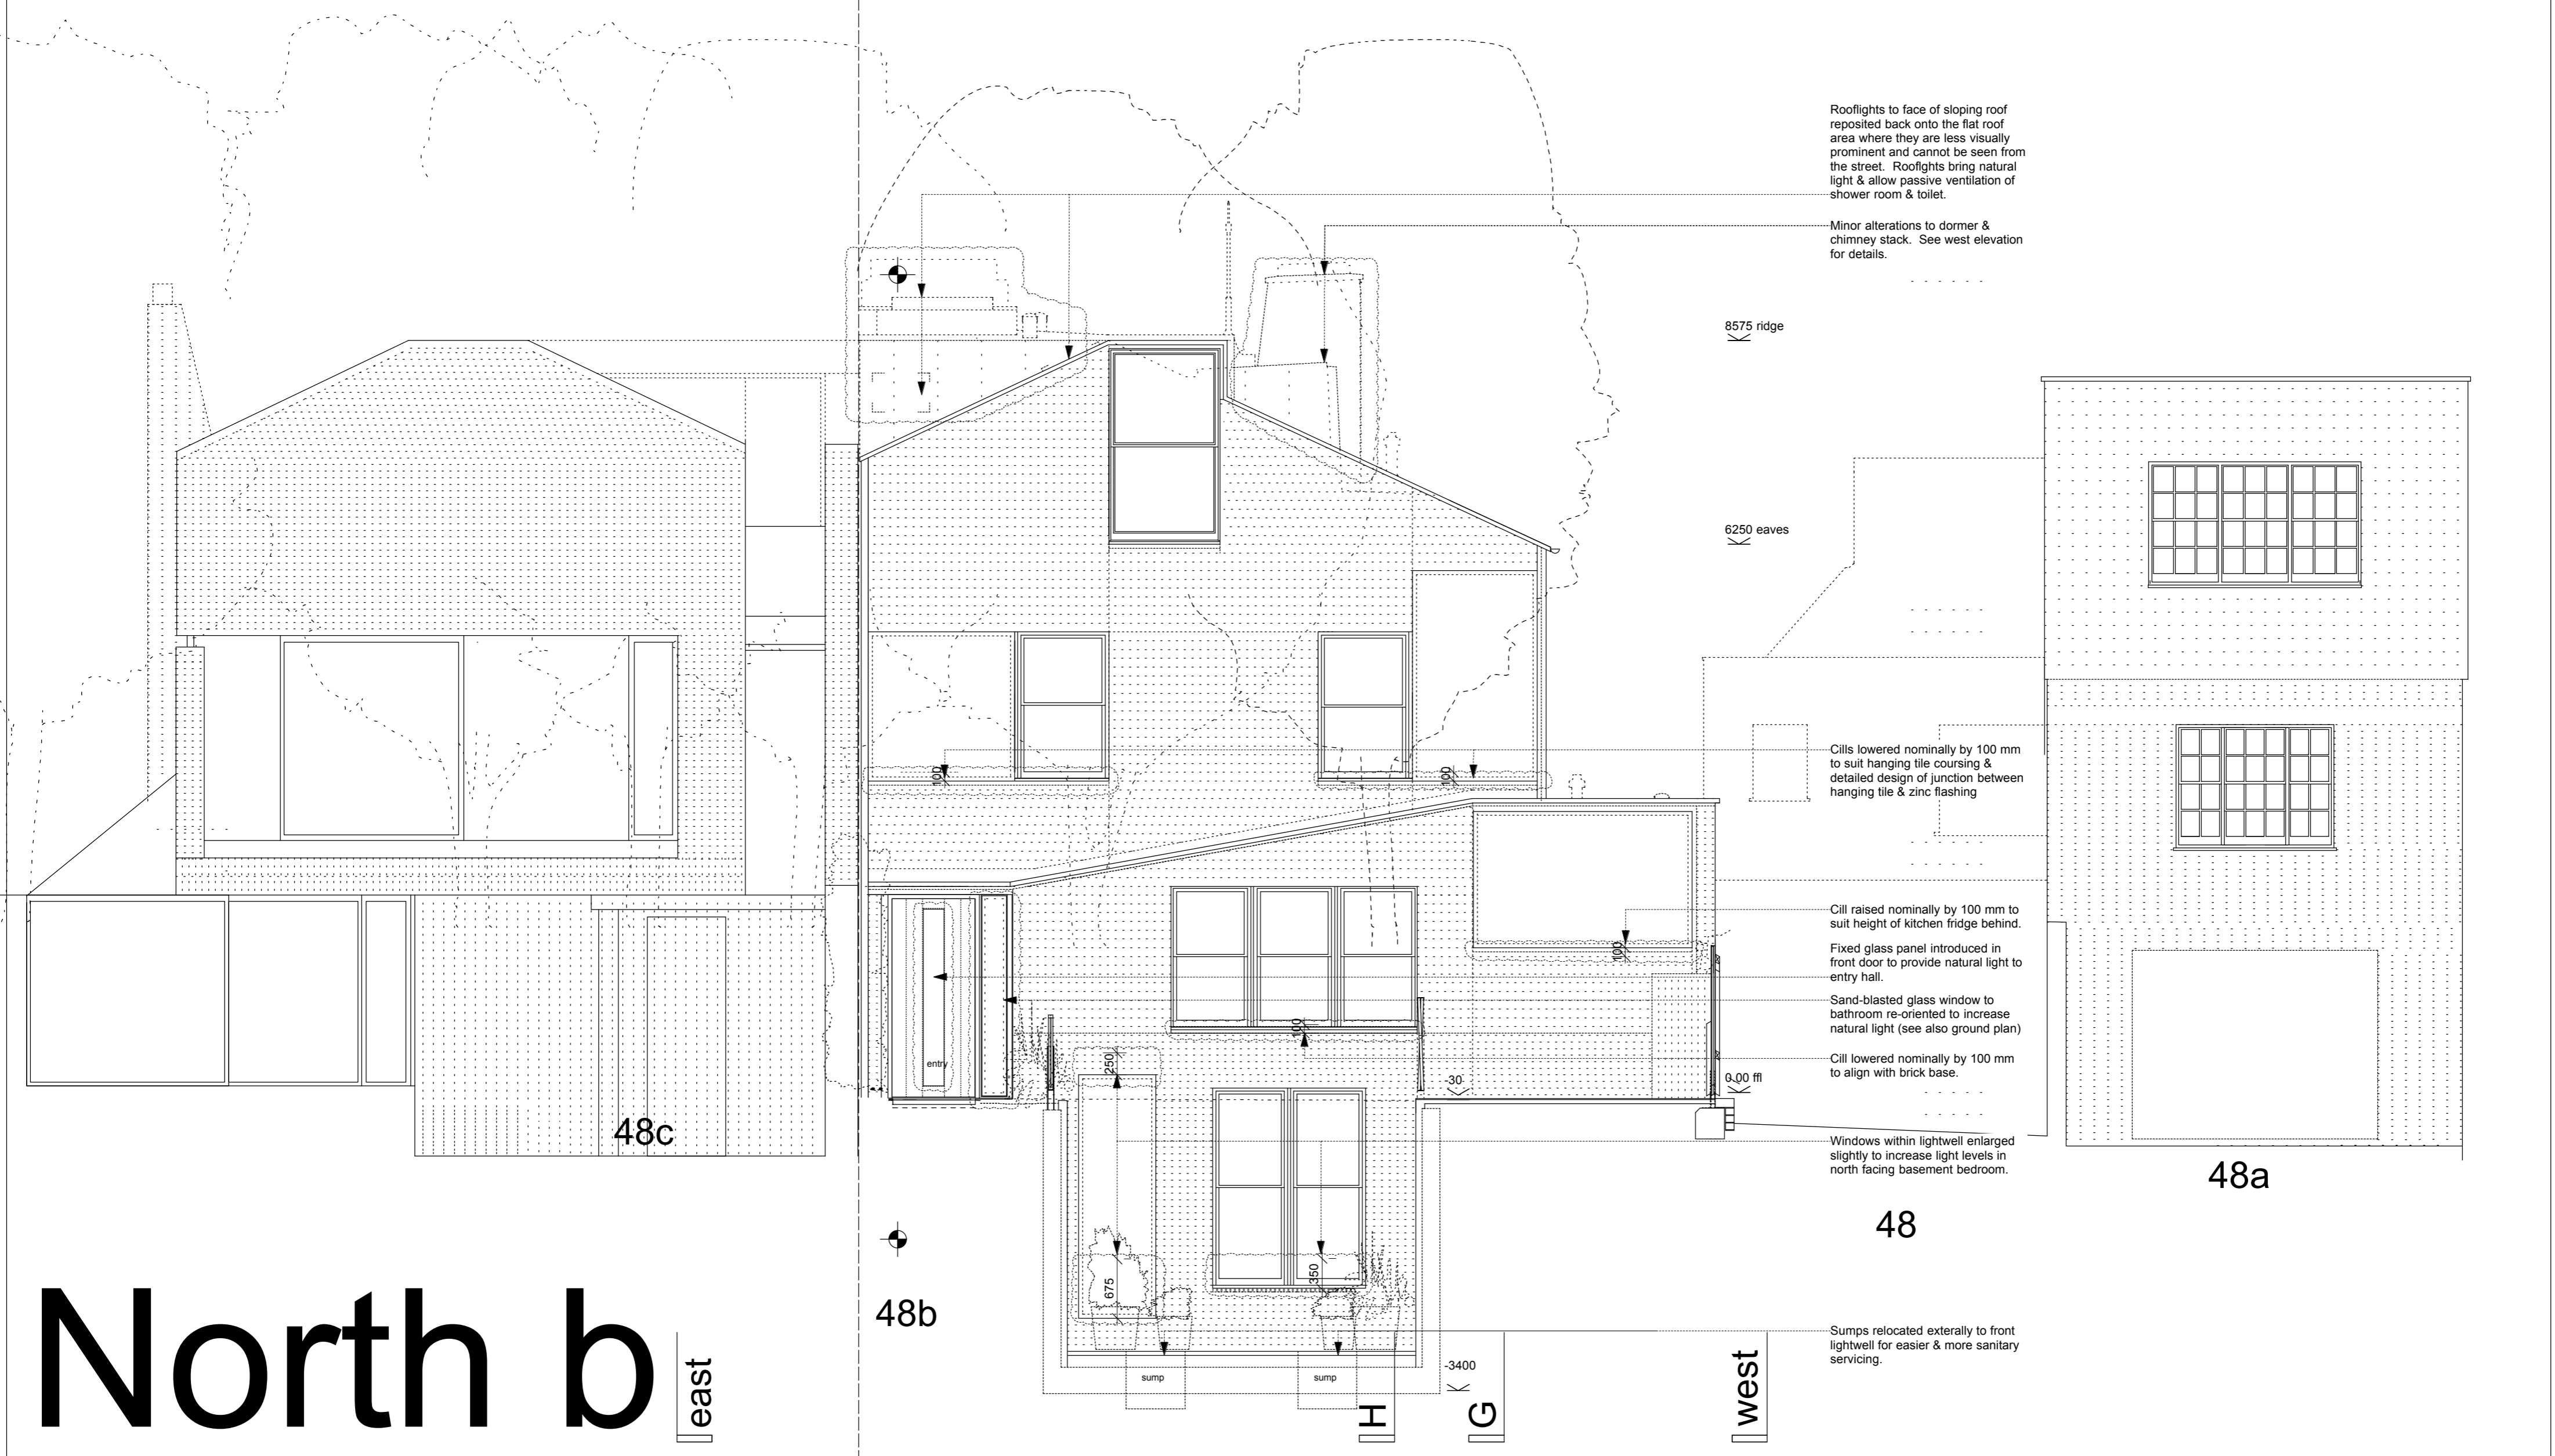 Rooflights to face of sloping roof
reposited back onto the flat roof
area where they are less visually
prominent and cannot be seen from
the street. Rooflghts bring natural
light & allow passive ventilation of
shower room & toilet.
Minor alterations to dormer &
chimney stack. See west elevation
for details.
8575 ridge
6250 eaves
Cills lowered nominally by 100 mm
to suit hanging tile coursing &
detailed design of junction between
hanging tile & zinc flashing
100
100
Cill raised nominally by 100 mm to
suit height of kitchen fridge behind.
100
Fixed glass panel introduced in
front door to provide natural light to
entry hall.
Sand-blasted glass window to
bathroom re-oriented to increase
natural light (see also ground plan)
100
Cill lowered nominally by 100 mm
to align with brick base.
entry
250
-30
0.00 ffl
48c
Windows within lightwell enlarged
slightly to increase light levels in
north facing basement bedroom.
48a
48
675
350
48b
Sumps relocated exterally to front
lightwell for easier & more sanitary
servicing.
sump
sump
-3400
North b
east
H
G
west